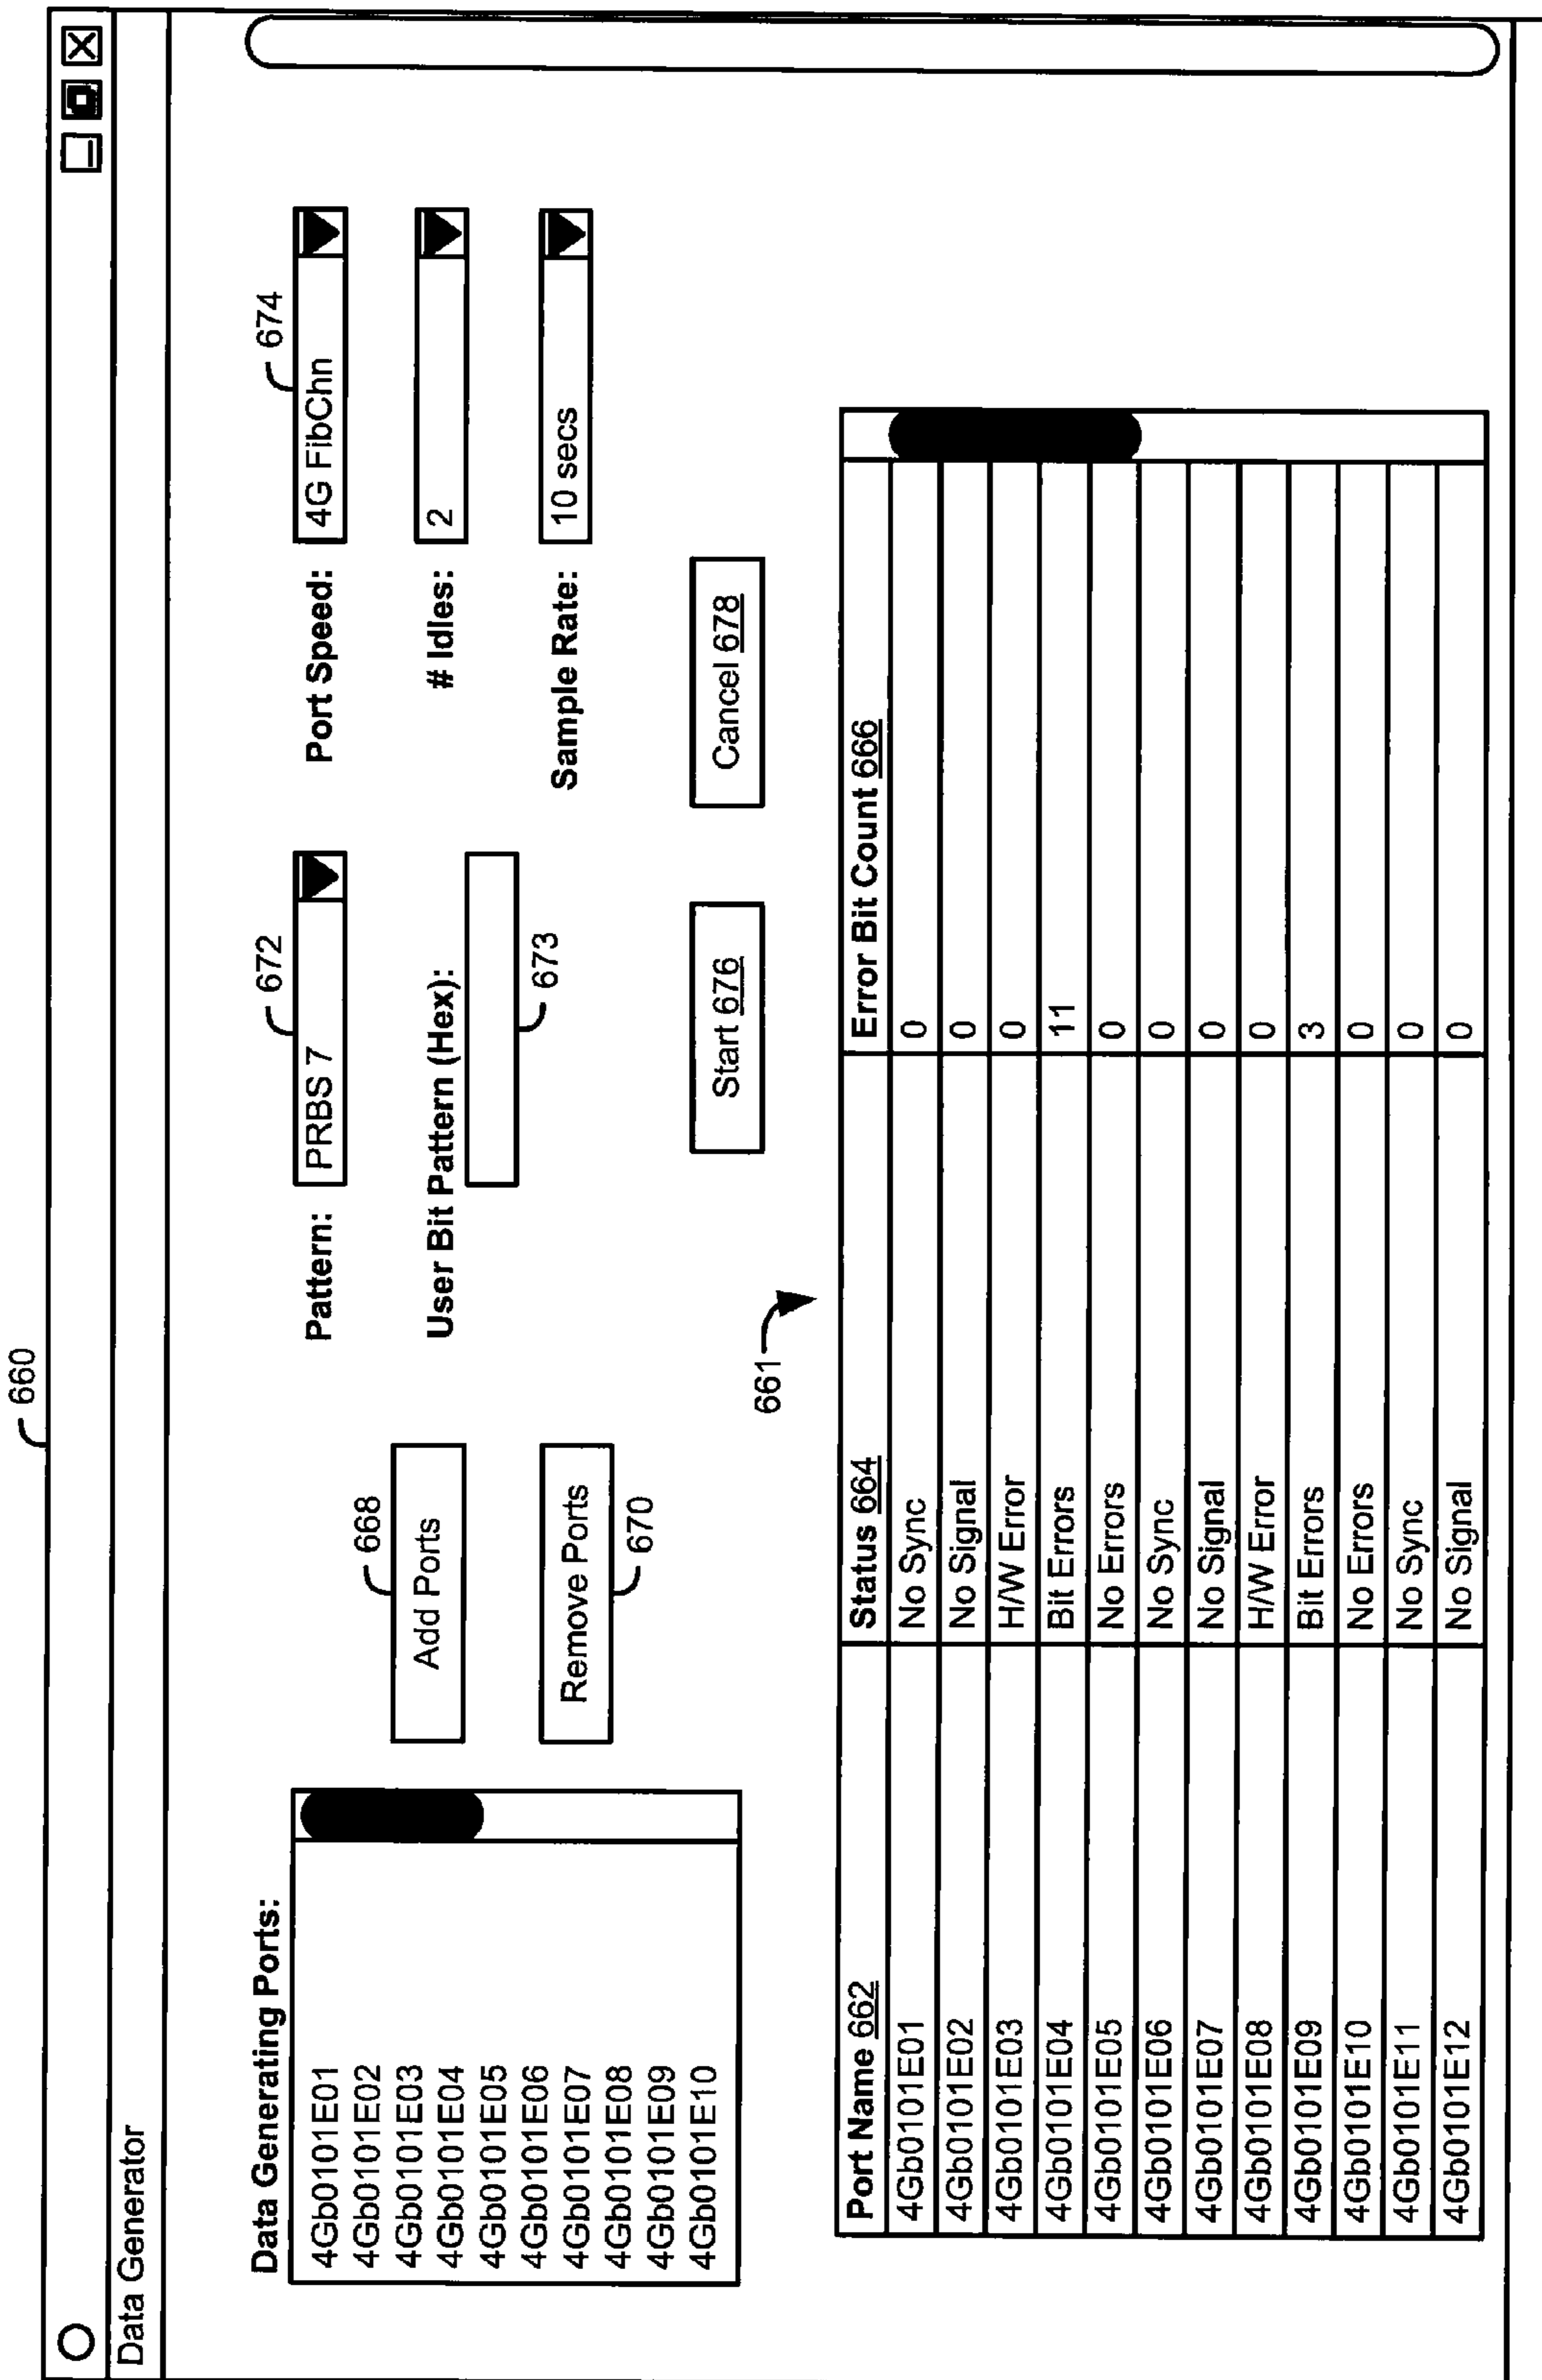 660
Data Generator
Data Generating Ports:
4Gb0101E01
4Gb0101E02
4Gb0101E03
4Gb0101E04
4Gb0101E05
4Gb0101E06
4Gb0101E07
4Gb0101E08
4Gb0101E09
4Gb0101E10
668
Add Ports
Remove Ports
670
672
Pattern: PRBS 7
User Bit Pattern (Hex):
673
674
Port Speed: 4G FibChn
# Idles: 2
Sample Rate: 10 secs
Start 676
Cancel 678
661
Port Name 662 Status 664 Error Bit Count 666
4Gb0101E01 No Sync 0
4Gb0101E02 No Signal 0
4Gb0101E03 H/W Error 0
4Gb0101E04 Bit Errors 11
4Gb0101E05 No Errors 0
4Gb0101E06 No Sync 0
4Gb0101E07 No Signal 0
4Gb0101E08 H/W Error 0
4Gb0101E09 Bit Errors 3
4Gb0101E10 No Errors 0
4Gb0101E11 No Sync 0
4Gb0101E12 No Signal 0